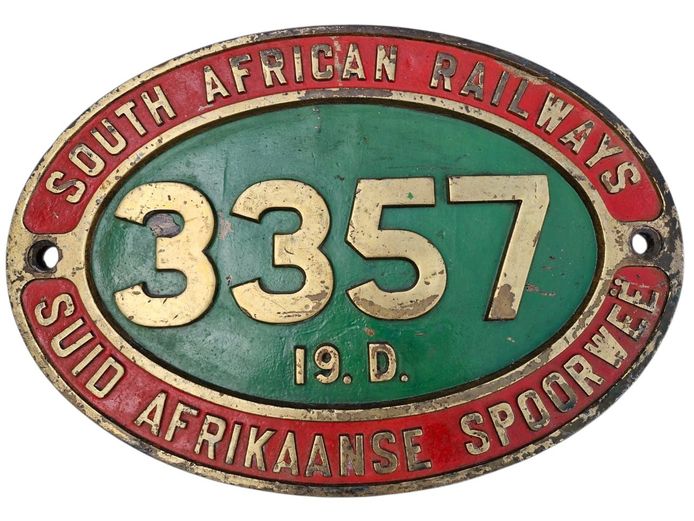 SOUTH AFRICAN RAILWAYS
3357
19. D.
SUID AFRIKAANSE SPOORWEË